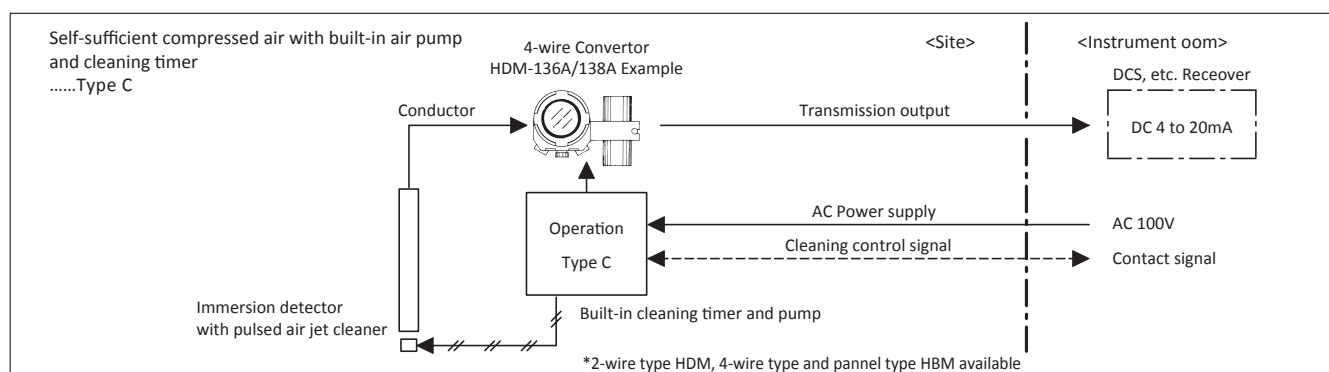 Self-sufficient compressed air with built-in air pump
and cleaning timer
......Type C
4-wire Convertor
HDM-136A/138A Example
<Site>
<Instrument oom>
DCS, etc. Receover
Conductor
Transmission output
DC 4 to 20mA
Operation
Type C
AC Power supply
AC 100V
Cleaning control signal
Contact signal
Immersion detector
with pulsed air jet cleaner
Built-in cleaning timer and pump
*2-wire type HDM, 4-wire type and pannel type HBM available